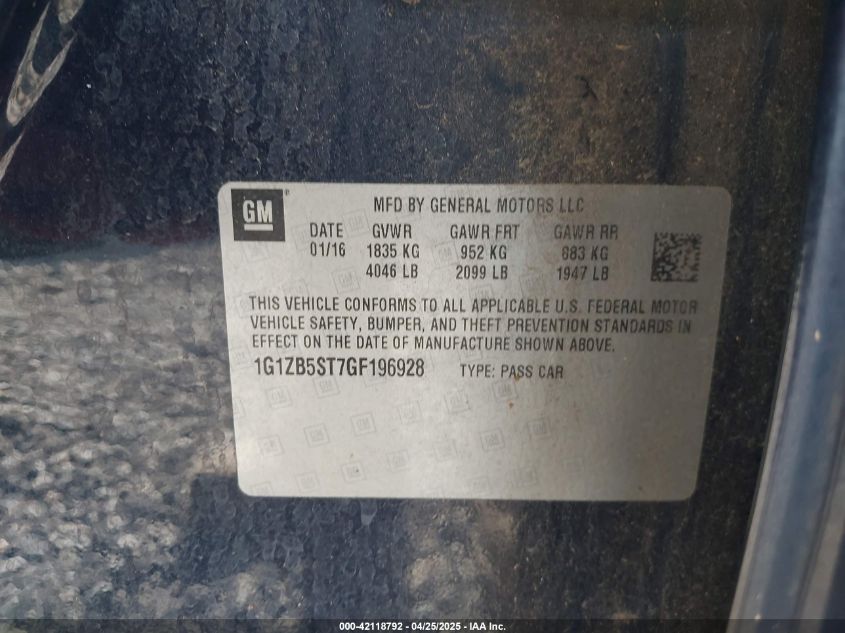 GM ® MFD BY GENERAL MOTORS LLC
DATE GVWR GAWR FRT GAWR RR
01/16 1835 KG 952 KG 883 KG
4046 LB 2099 LB 1947 LB
THIS VEHICLE CONFORMS TO ALL APPLICABLE U.S. FEDERAL MOTOR
VEHICLE SAFETY, BUMPER, AND THEFT PREVENTION STANDARDS IN
EFFECT ON THE DATE OF MANUFACTURE SHOWN ABOVE.
1G1ZB5ST7GF196928 TYPE: PASS CAR
000-42118792 - 04/25/2025 - IAA Inc.